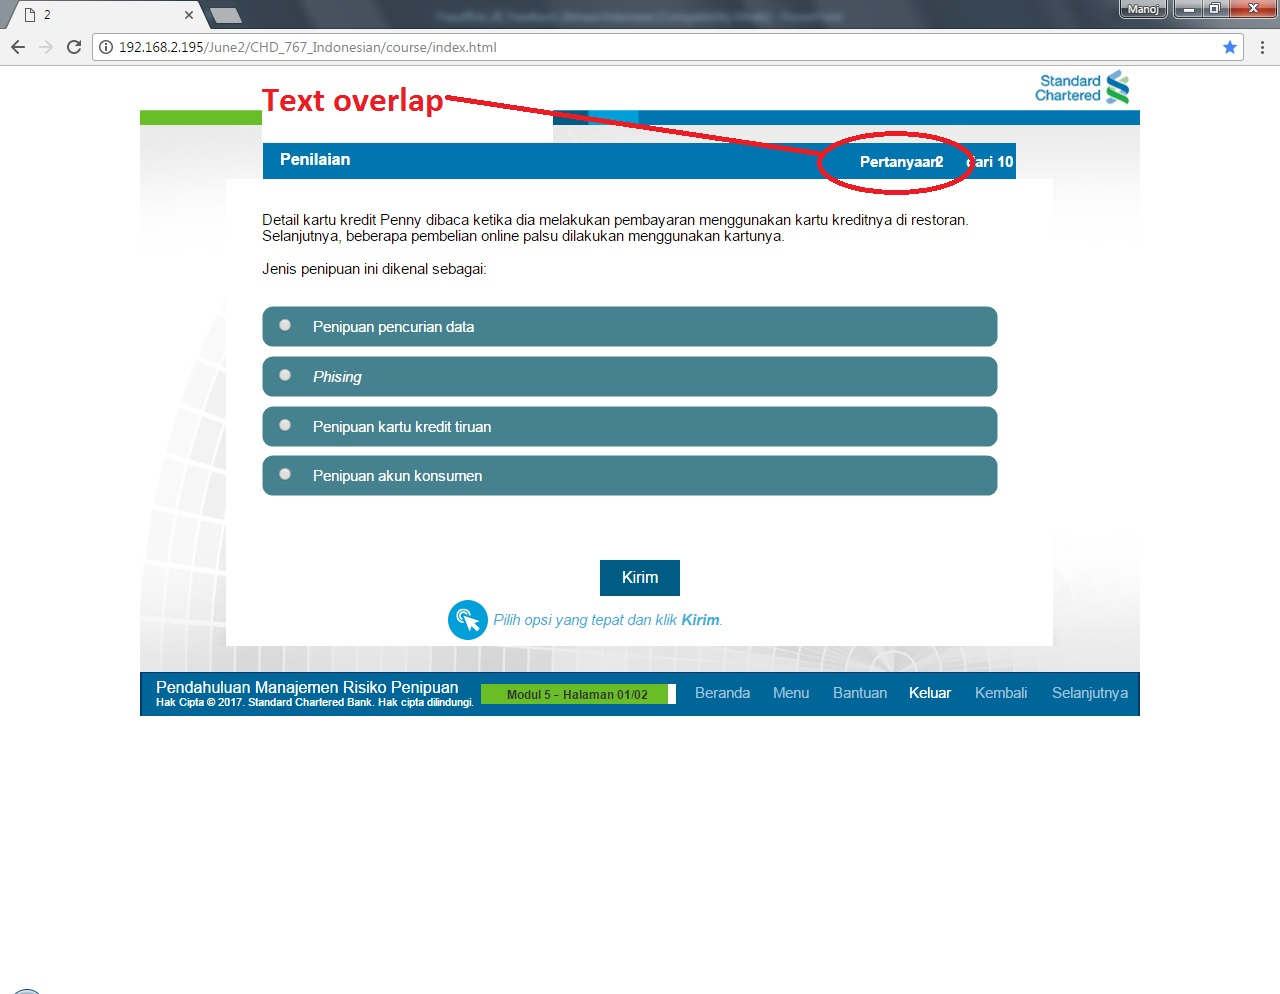 2
Manoj
192.168.2.195/June2/CHD_767_Indonesian/course/index.html
Standard
Chartered
Text overlap
Penilaian
Pertanyaan2 dari 10
Detail kartu kredit Penny dibaca ketika dia melakukan pembayaran menggunakan kartu kreditnya di restoran.
Selanjutnya, beberapa pembelian online palsu dilakukan menggunakan kartunya.
Jenis penipuan ini dikenal sebagai:
Penipuan pencurian data
Phising
Penipuan kartu kredit tiruan
Penipuan akun konsumen
Kirim
Pilih opsi yang tepat dan klik Kirim.
Pendahuluan Manajemen Risiko Penipuan
Hak Cipta © 2017. Standard Chartered Bank. Hak cipta dilindungi.
Modul 5 - Halaman 01/02
Beranda Menu Bantuan Keluar Kembali Selanjutnya